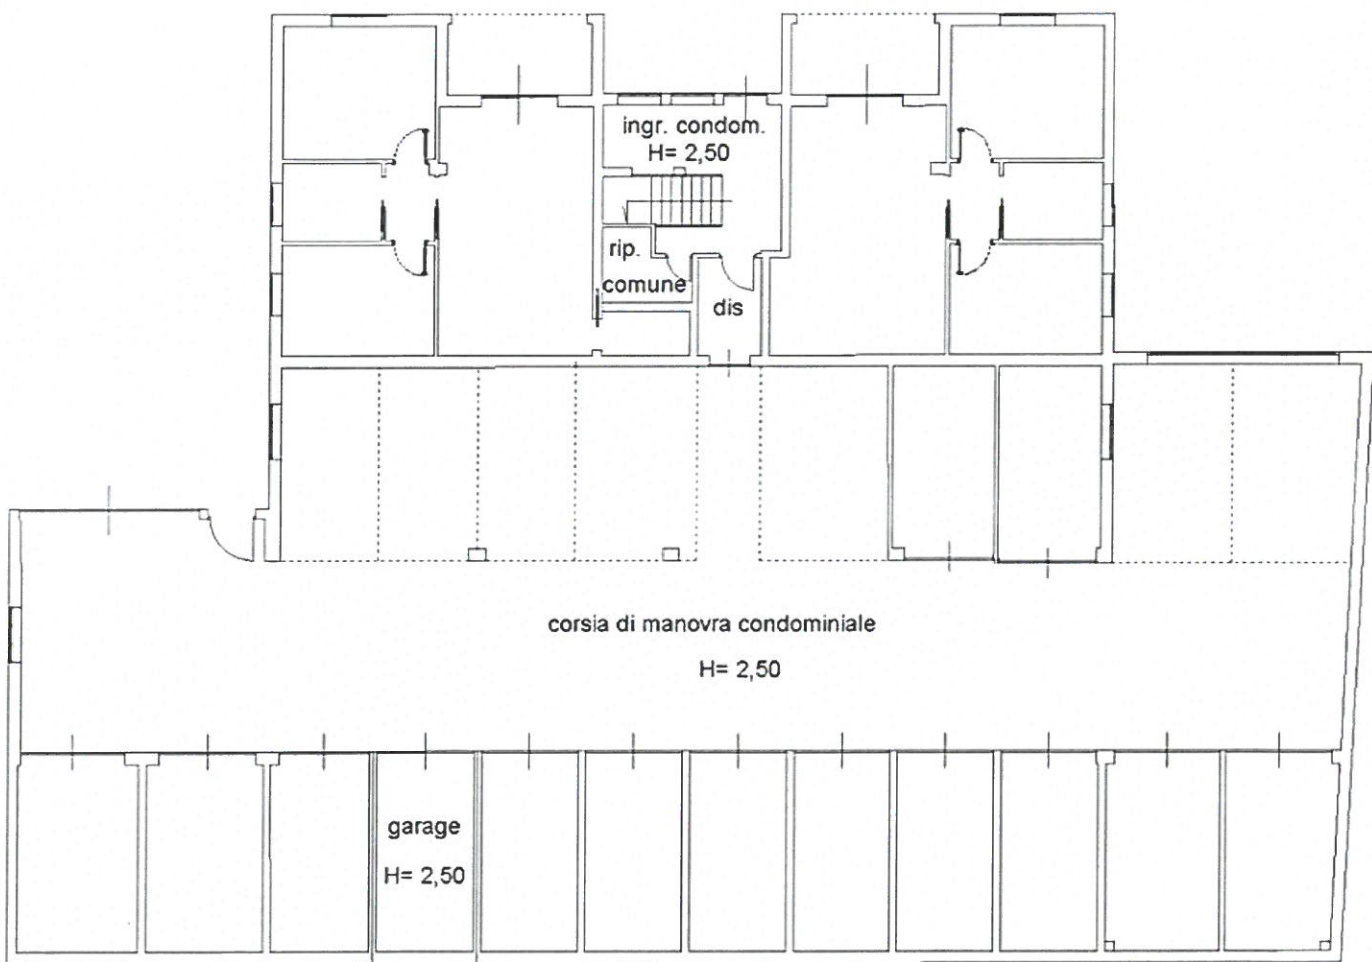 ingr. condom.
H= 2,50
rip.
comune
dis
corsia di manovra condominiale
H= 2,50
garage
H= 2,50